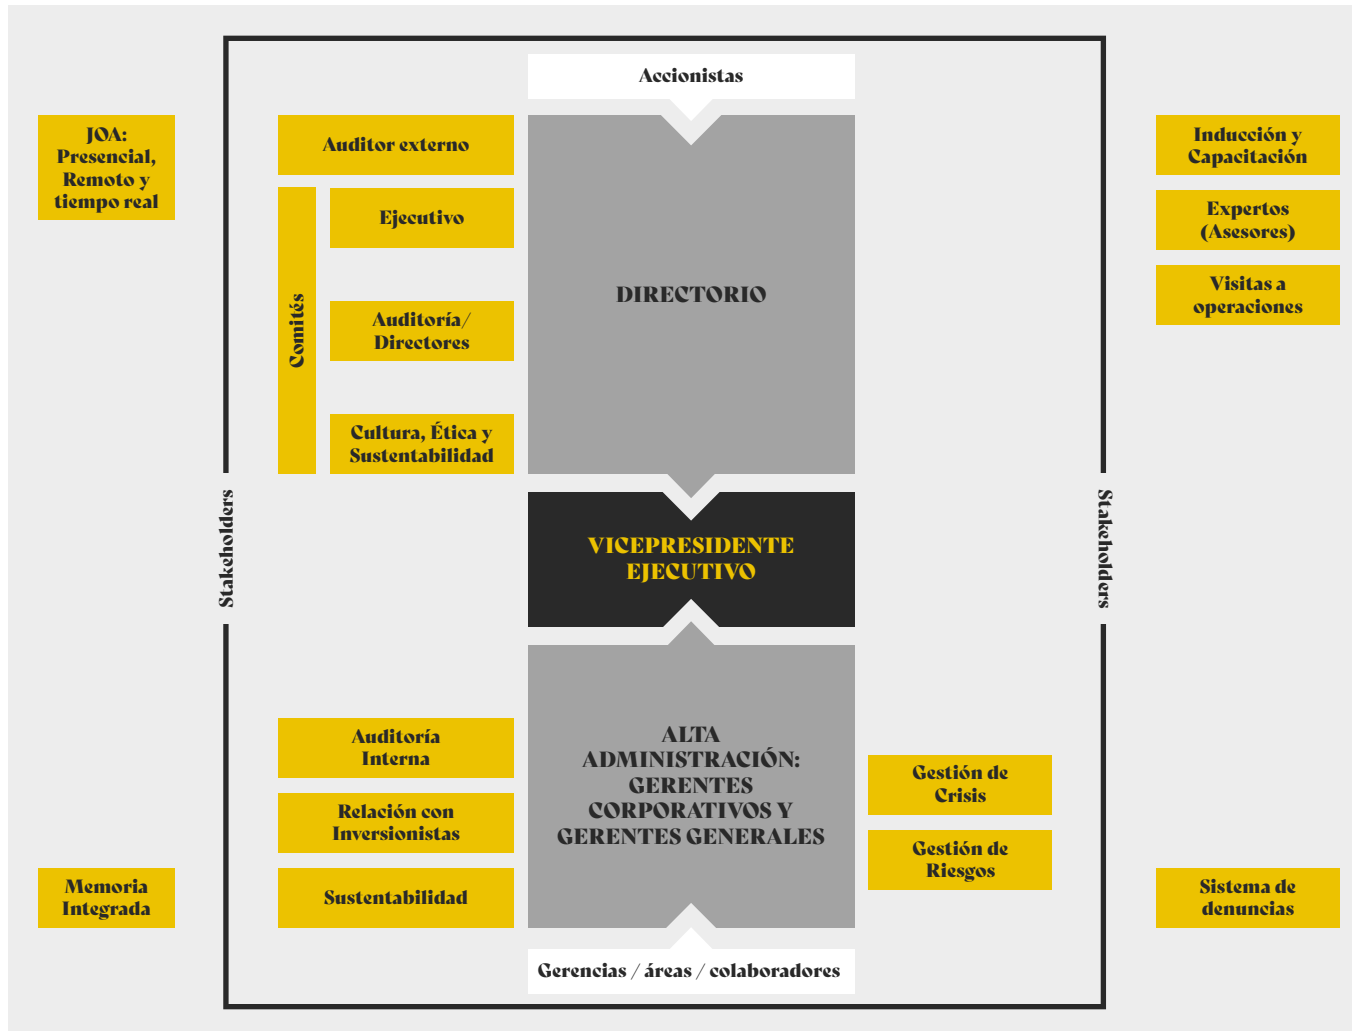 Accionistas
JOA:
Presencial,
Remoto y
tiempo real
Auditor externo
Comités
Ejecutivo
Auditoría/
Directores
Cultura, Ética y
Sustentabilidad
DIRECTORIO
Inducción y
Capacitación
Expertos
(Asesores)
Visitas a
operaciones
Stakeholders
VICEPRESIDENTE
EJECUTIVO
Stakeholders
Auditoría
Interna
Relación con
Inversionistas
Sustentabilidad
ALTA
ADMINISTRACIÓN:
GERENTES
CORPORATIVOS Y
GERENTES GENERALES
Gestión de
Crisis
Gestión de
Riesgos
Memoria
Integrada
Sistema de
denuncias
Gerencias / áreas / colaboradores